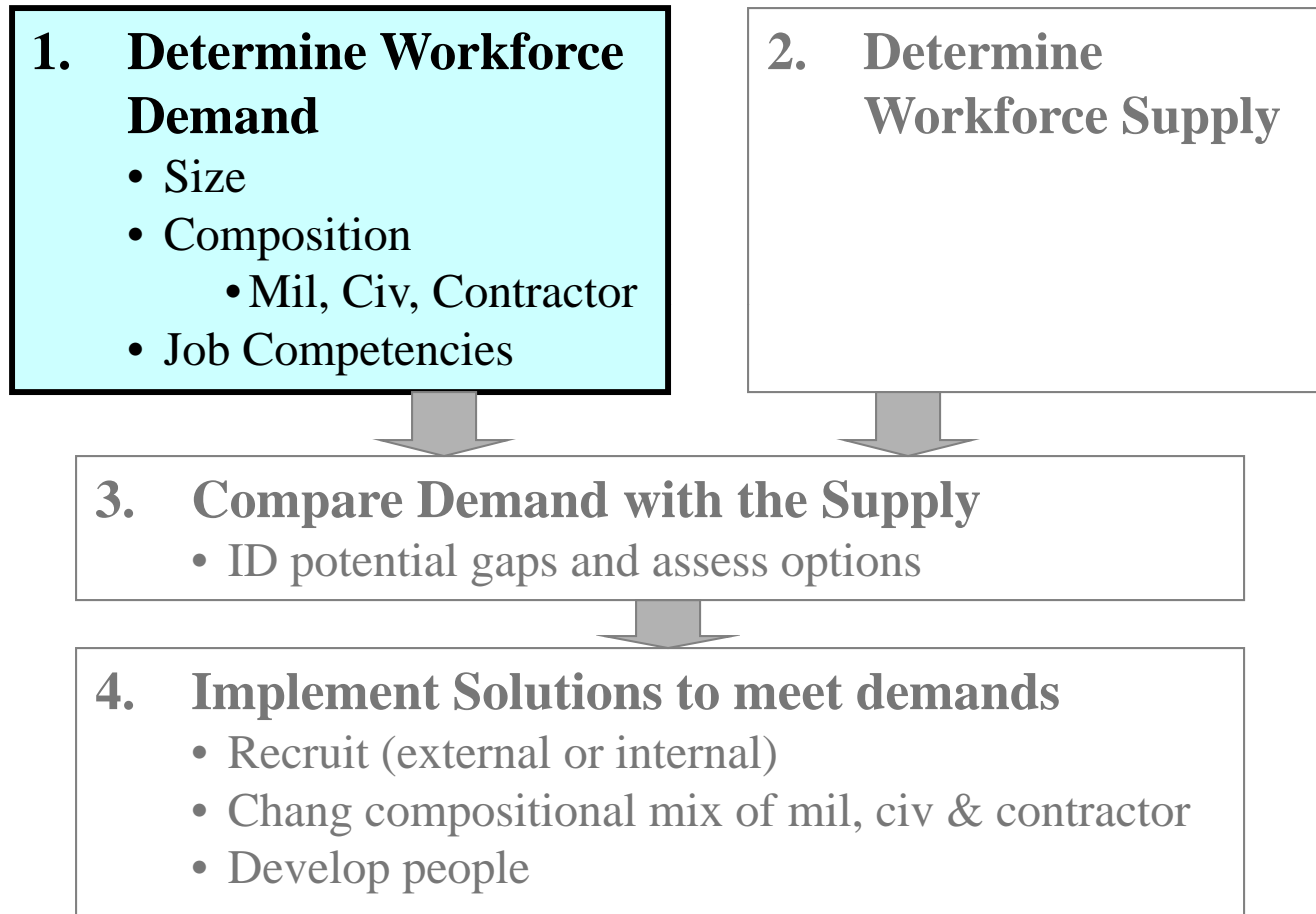 1. Determine Workforce
Demand
• Size
• Composition
• Mil, Civ, Contractor
• Job Competencies
2. Determine
Workforce Supply
3. Compare Demand with the Supply
• ID potential gaps and assess options
4. Implement Solutions to meet demands
• Recruit (external or internal)
• Chang compositional mix of mil, civ & contractor
• Develop people